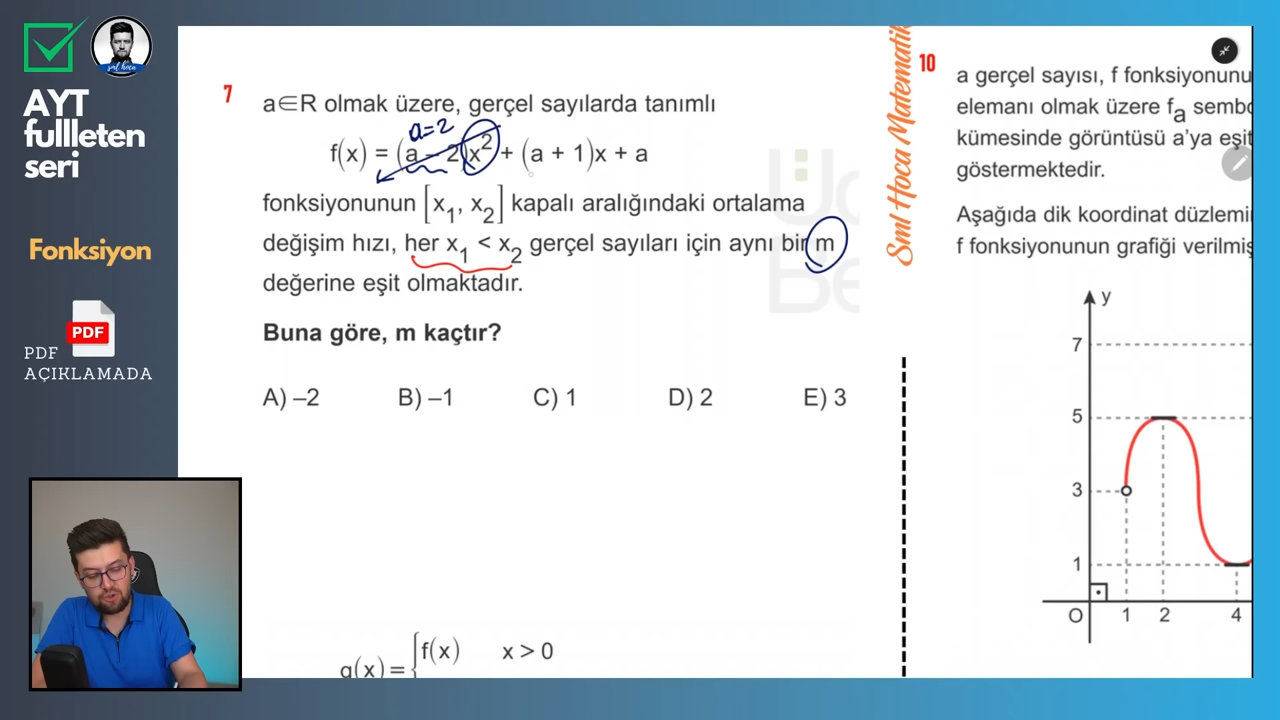 AYT
fullleten
seri
Fonksiyon
PDF
PDF
AÇIKLAMADA
sml hoca
7
a∈R olmak üzere, gerçel sayılarda tanımlı
a=2
f(x) = (a – 2)x² + (a + 1)x + a
fonksiyonunun [x₁, x₂] kapalı aralığındaki ortalama
değişim hızı, her x₁ < x₂ gerçel sayıları için aynı bir m
değerine eşit olmaktadır.
Buna göre, m kaçtır?
A) –2 B) –1 C) 1 D) 2 E) 3
g(x) = { f(x) x > 0
Sml Hoca Matematik
10
a gerçel sayısı, f fonksiyonunu
elemanı olmak üzere fₐ sembo
kümesinde görüntüsü a'ya eşit
göstermektedir.
Aşağıda dik koordinat düzlemi
f fonksiyonunun grafiği verilmiş
y
7
5
3
1
O 1 2 4